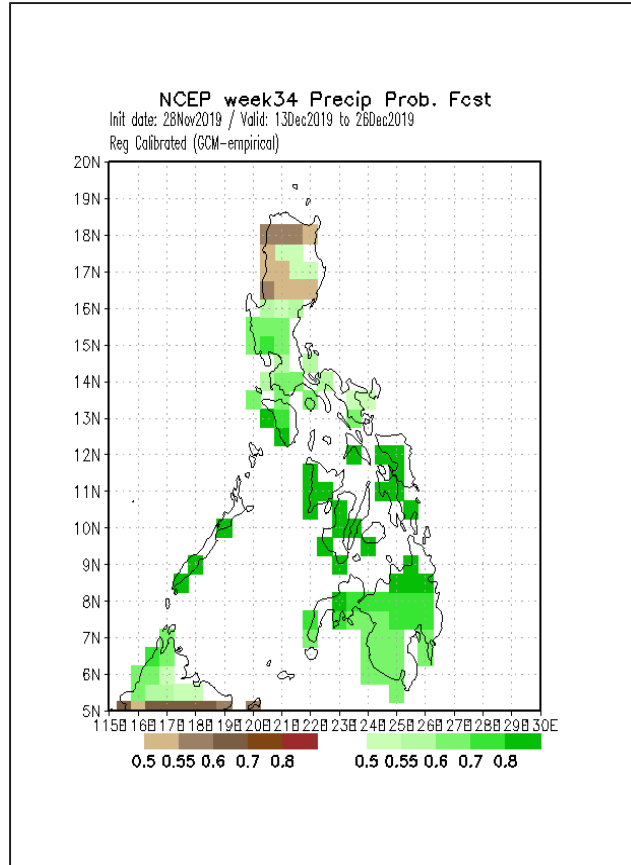 NCEP week34 Precip Prob. Fcst
Init date: 28Nov2019 / Valid: 13Dec2019 to 26Dec2019
Reg Calibrated (GCM-empirical)
20N
19N
18N
17N
16N
15N
14N
13N
12N
11N
10N
9N
8N
7N
6N
5N
115E 116E 117E 118E 119E 120E 121E 122E 123E 124E 125E 126E 127E 128E 129E 130E
0.5 0.55 0.6 0.7 0.8 0.5 0.55 0.6 0.7 0.8